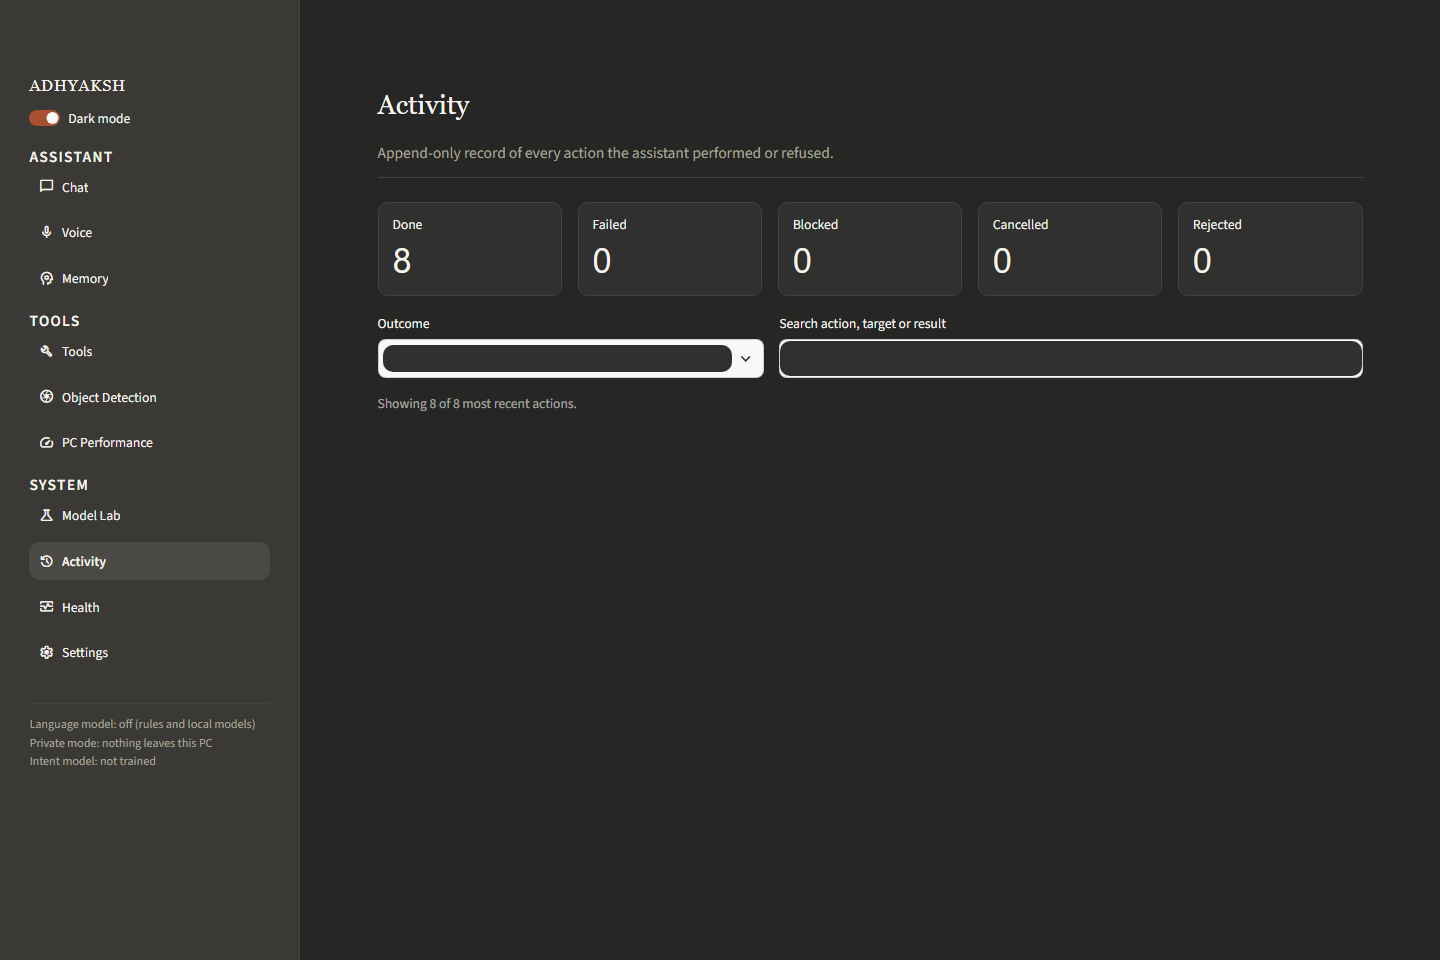 ADHYAKSH
Dark mode
ASSISTANT
Chat
Voice
Memory
TOOLS
Tools
Object Detection
PC Performance
SYSTEM
Model Lab
Activity
Health
Settings
Language model: off (rules and local models)
Private mode: nothing leaves this PC
Intent model: not trained
Activity
Append-only record of every action the assistant performed or refused.
Done
8
Failed
0
Blocked
0
Cancelled
0
Rejected
0
Outcome
Search action, target or result
Showing 8 of 8 most recent actions.